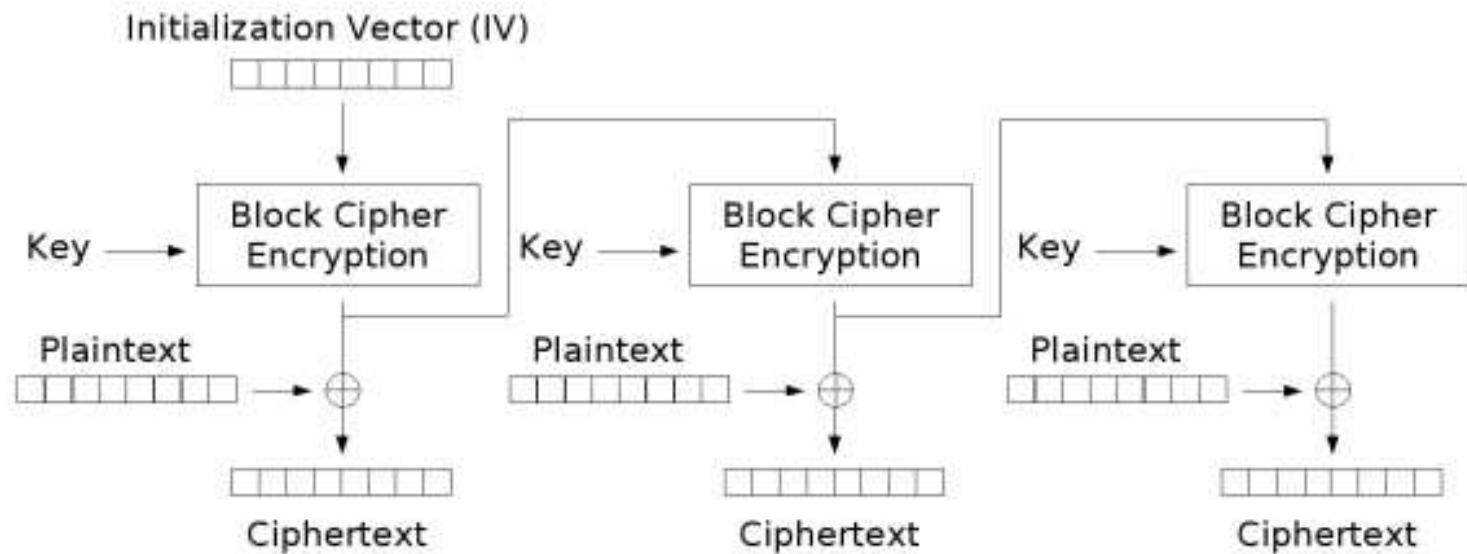 Initialization Vector (IV)
Block Cipher
Encryption
Block Cipher
Encryption
Block Cipher
Encryption
Key
Key
Key
Plaintext
Plaintext
Plaintext
Ciphertext
Ciphertext
Ciphertext